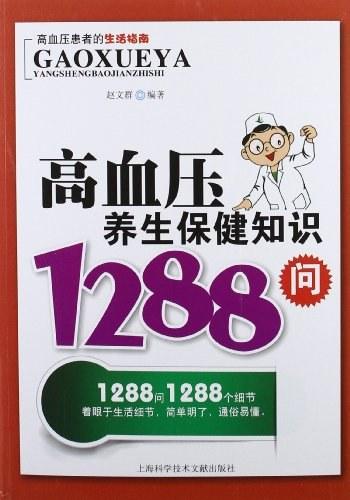 高血压患者的生活指南
GAOXUEYA
YANGSHENGBAOJIANZHISHI
赵文群◎编著
高血压
养生保健知识
1288问
1288问1288个细节
着眼于生活细节，简单明了，通俗易懂。
上海科学技术文献出版社